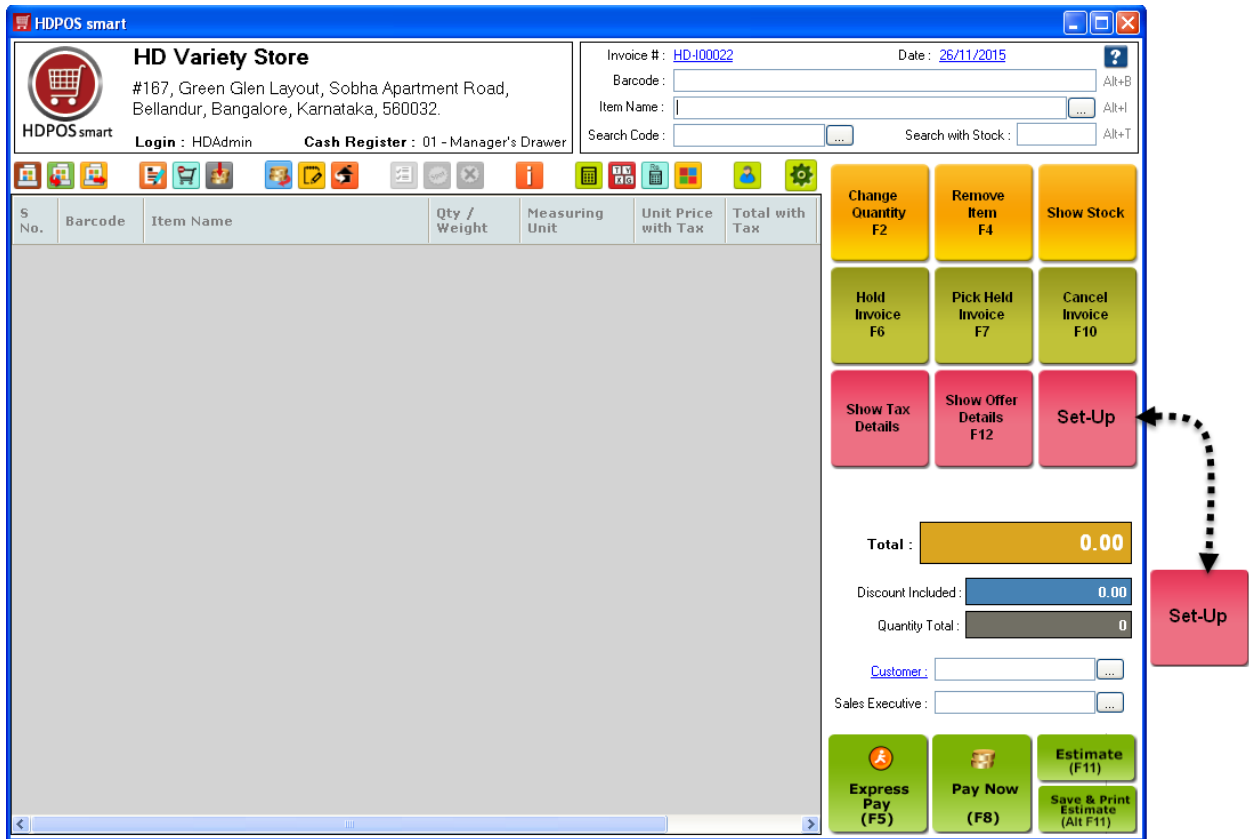 HDPOS smart
HD Variety Store
#167, Green Glen Layout, Sobha Apartment Road,
Bellandur, Bangalore, Karnataka, 560032.
HDPOS smart
Login : HDAdmin Cash Register : 01 - Manager's Drawer
Invoice # : HD-I00022 Date : 26/11/2015 ?
Barcode : Alt+B
Item Name : ... Alt+I
Search Code : ... Search with Stock : Alt+T
S No. Barcode Item Name Qty / Weight Measuring Unit Unit Price with Tax Total with Tax
Change
Quantity
F2
Remove
Item
F4
Show Stock
Hold
Invoice
F6
Pick Held
Invoice
F7
Cancel
Invoice
F10
Show Tax
Details
Show Offer
Details
F12
Set-Up
Total : 0.00
Discount Included : 0.00
Quantity Total : 0
Set-Up
Customer : ...
Sales Executive : ...
Express
Pay
(F5)
Pay Now
(F8)
Estimate
(F11)
Save & Print
Estimate
(Alt F11)